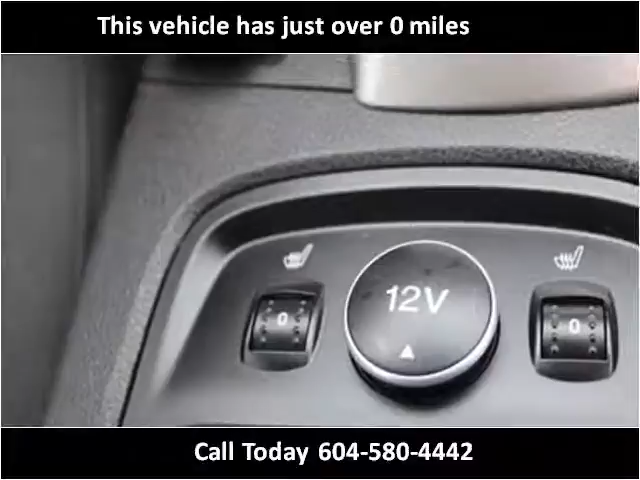 This vehicle has just over 0 miles
12V
0
0
Call Today 604-580-4442